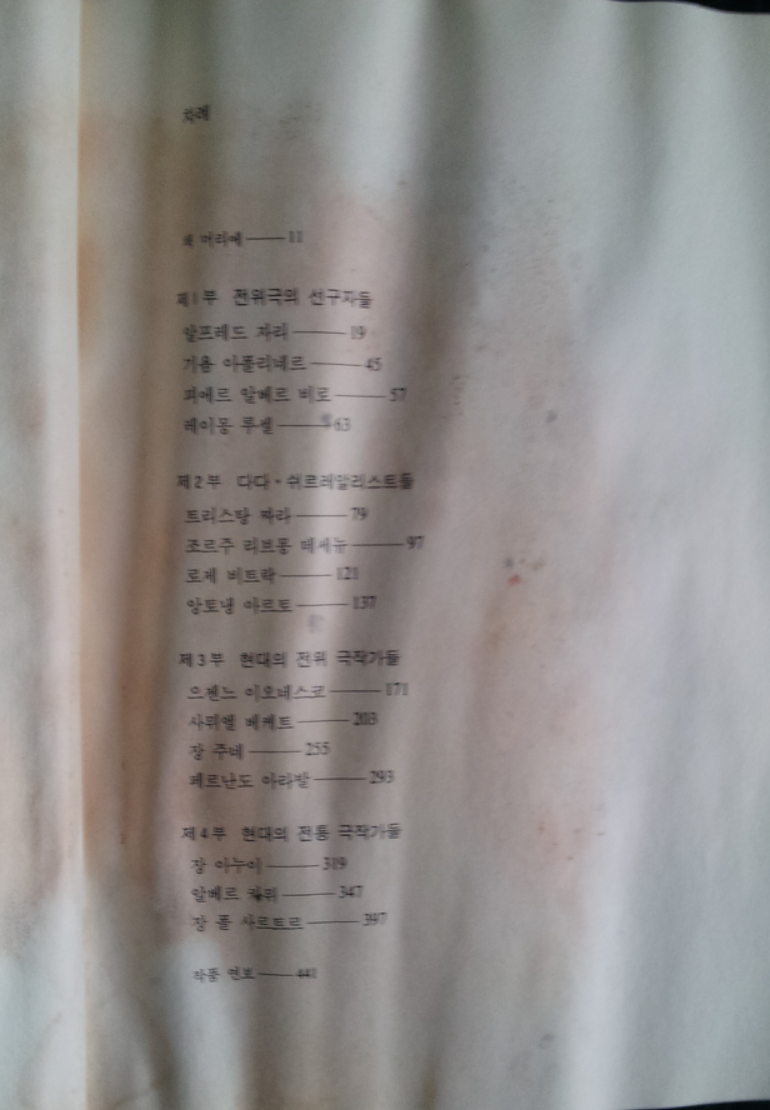 차례
책 머리에 —— 11
제1부 전위극의 선구자들
알프레드 자리 —— 19
기욤 아폴리네르 —— 45
피에르 알베르 비로 —— 57
레이몽 루셀 —— 63
제2부 다다·쉬르레알리스트들
트리스탕 짜라 —— 79
조르주 리브몽 데세뉴 —— 97
로제 비트락 —— 121
앙토냉 아르토 —— 137
제3부 현대의 전위 극작가들
으젠느 이오네스코 —— 171
사뮈엘 베케트 —— 203
장 주네 —— 255
페르난도 아라발 —— 293
제4부 현대의 전통 극작가들
장 아누이 —— 319
알베르 카뮈 —— 347
장 폴 사르트르 —— 397
작품 연보 —— 441